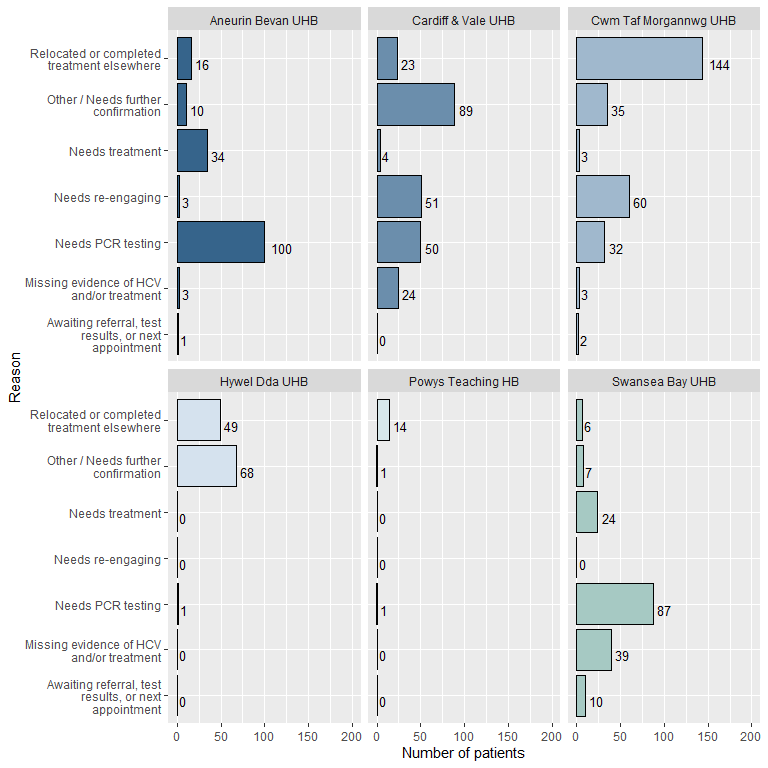 Aneurin Bevan UHB
Cardiff & Vale UHB
Cwm Taf Morgannwg UHB
Relocated or completed
treatment elsewhere
16
23
144
Other / Needs further
confirmation
10
89
35
Needs treatment
34
4
3
Needs re-engaging
3
51
60
Needs PCR testing
100
50
32
Missing evidence of HCV
and/or treatment
3
24
3
Awaiting referral, test
results, or next
appointment
1
0
2
Reason
Hywel Dda UHB
Powys Teaching HB
Swansea Bay UHB
Relocated or completed
treatment elsewhere
49
14
6
Other / Needs further
confirmation
68
1
7
Needs treatment
0
0
24
Needs re-engaging
0
0
0
Needs PCR testing
1
1
87
Missing evidence of HCV
and/or treatment
0
0
39
Awaiting referral, test
results, or next
appointment
0
0
10
0 50 100 150 200
0 50 100 150 200
0 50 100 150 200
Number of patients